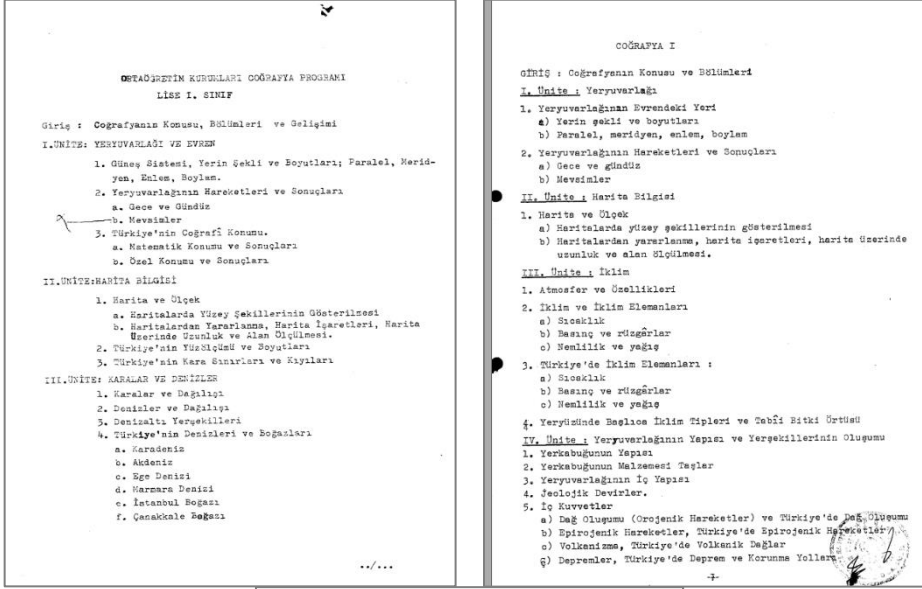 ORTAÖĞRETİM KURUMLARI COĞRAFYA PROGRAMI
LİSE I. SINIF
Giriş : Coğrafyanın Konusu, Bölümleri ve Gelişimi
I.ÜNİTE: YERYUVARLAĞI VE EVREN
1. Güneş Sistemi, Yerin Şekli ve Boyutları; Paralel, Merid-
yen, Enlem, Boylam.
2. Yeryuvarlağının Hareketleri ve Sonuçları
a. Gece ve Gündüz
b. Mevsimler
3. Türkiye'nin Coğrafî Konumu.
a. Matematik Konumu ve Sonuçları
b. Özel Konumu ve Sonuçları
II.ÜNİTE:HARİTA BİLGİSİ
1. Harita ve Ölçek
a. Haritalarda Yüzey Şekillerinin Gösterilmesi
b. Haritalardan Yararlanma, Harita İşaretleri, Harita
Üzerinde Uzunluk ve Alan Ölçülmesi.
2. Türkiye'nin Yüzölçümü ve Boyutları
3. Türkiye'nin Kara Sınırları ve Kıyıları
III.ÜNİTE: KARALAR VE DENİZLER
1. Karalar ve Dağılışı
2. Denizler ve Dağılışı
3. Denizaltı Yerşekilleri
4. Türkiye'nin Denizleri ve Boğazları
a. Karadeniz
b. Akdeniz
c. Ege Denizi
d. Marmara Denizi
e. İstanbul Boğazı
f. Çanakkale Boğazı
../...
COĞRAFYA I
GİRİŞ : Coğrafyanın Konusu ve Bölümleri
I. Ünite : Yeryuvarlağı
1. Yeryuvarlağının Evrendeki Yeri
a) Yerin şekli ve boyutları
b) Paralel, meridyen, enlem, boylam
2. Yeryuvarlağının Hareketleri ve Sonuçları
a) Gece ve gündüz
b) Mevsimler
II. Ünite : Harita Bilgisi
1. Harita ve Ölçek
a) Haritalarda yüzey şekillerinin gösterilmesi
b) Haritalardan yararlanma, harita işaretleri, harita üzerinde
uzunluk ve alan ölçülmesi.
III. Ünite : İklim
1. Atmosfer ve Özellikleri
2. İklim ve İklim Elemanları
a) Sıcaklık
b) Basınç ve rüzgârlar
c) Nemlilik ve yağış
3. Türkiye'de İklim Elemanları :
a) Sıcaklık
b) Basınç ve rüzgârlar
c) Nemlilik ve yağış
4. Yeryüzünde Başlıca İklim Tipleri ve Tabîi Bitki Örtüsü
IV. Ünite : Yeryuvarlağının Yapısı ve Yerşekillerinin Oluşumu
1. Yerkabuğunun Yapısı
2. Yerkabuğunun Malzemesi Taşlar
3. Yeryuvarlağının İç Yapısı
4. Jeolojik Devirler.
5. İç Kuvvetler
a) Dağ Oluşumu (Orojenik Hareketler) ve Türkiye'de Dağ Oluşumu
b) Epirojenik Hareketler, Türkiye'de Epirojenik Hareketler
c) Volkanizma, Türkiye'de Volkanik Dağlar
Depremler, Türkiye'de Deprem ve Korunma Yolları